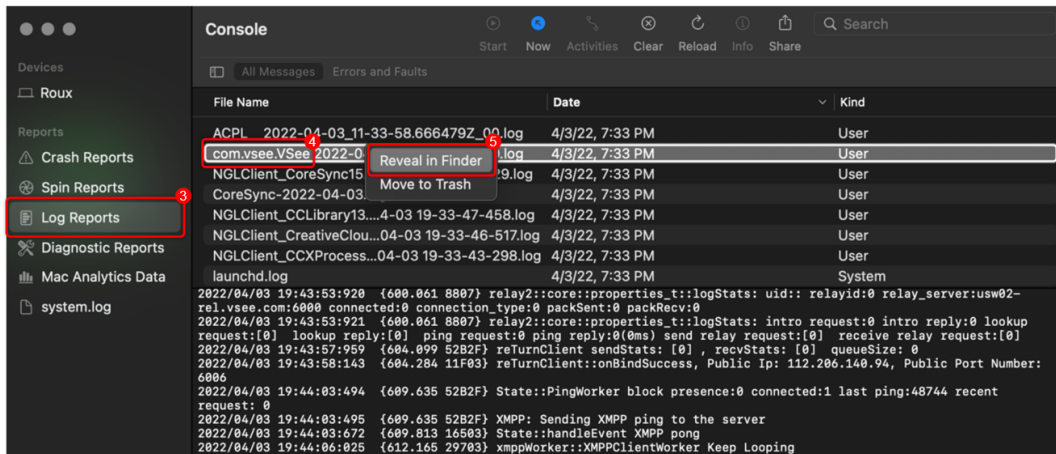 Console
Start Now Activities Clear Reload Info Share
Search
All Messages Errors and Faults
Devices
Roux
Reports
Crash Reports
Spin Reports
3
Log Reports
Diagnostic Reports
Mac Analytics Data
system.log
File Name Date Kind
ACPL 2022-04-03_11-33-58.666479Z_00.log 4/3/22, 7:33 PM User
4 5
com.vsee.VSee 2022-0 .log 4/3/22, 7:33 PM User
Reveal in Finder
Move to Trash
NGLClient_CoreSync15 29.log 4/3/22, 7:33 PM User
CoreSync-2022-04-03. 4/3/22, 7:33 PM User
NGLClient_CCLibrary13....4-03 19-33-47-458.log 4/3/22, 7:33 PM User
NGLClient_CreativeClou...04-03 19-33-46-517.log 4/3/22, 7:33 PM User
NGLClient_CCXProcess...04-03 19-33-43-298.log 4/3/22, 7:33 PM User
launchd.log 4/3/22, 7:33 PM System
2022/04/03 19:43:53:920 {600.061 8807} relay2::core::properties_t::logStats: uid:: relayid:0 relay_server:usw02-
rel.vsee.com:6000 connected:0 connection_type:0 packSent:0 packRecv:0
2022/04/03 19:43:53:921 {600.061 8807} relay2::core::properties_t::logStats: intro request:0 intro reply:0 lookup
request:[0] lookup reply:[0] ping request:0 ping reply:0(0ms) send relay request:[0] receive relay request:[0]
2022/04/03 19:43:57:959 {604.099 52B2F} reTurnClient sendStats: [0] , recvStats: [0] queueSize: 0
2022/04/03 19:43:58:143 {604.284 11F03} reTurnClient::onBindSuccess, Public Ip: 112.206.140.94, Public Port Number:
6006
2022/04/03 19:44:03:494 {609.635 52B2F} State::PingWorker block presence:0 connected:1 last ping:48744 recent
request: 0
2022/04/03 19:44:03:495 {609.635 52B2F} XMPP: Sending XMPP ping to the server
2022/04/03 19:44:03:672 {609.813 16503} State::handleEvent XMPP pong
2022/04/03 19:44:06:025 {612.165 29703} xmppWorker::XMPPClientWorker Keep Looping